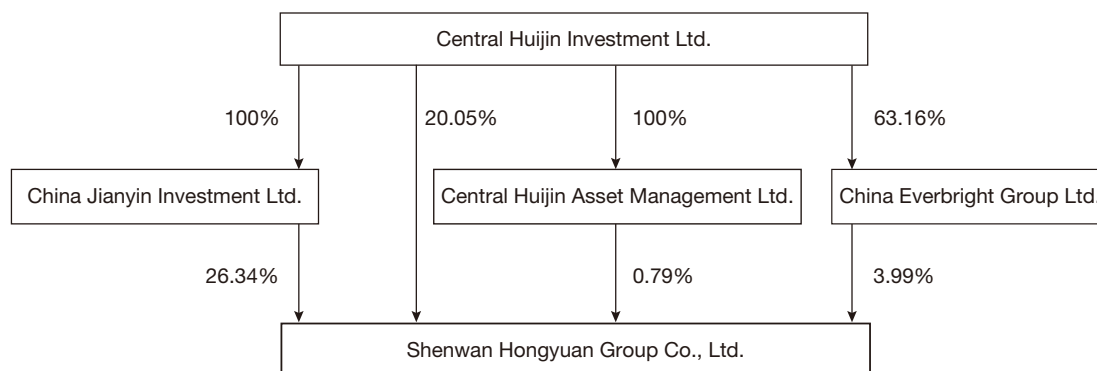 Central Huijin Investment Ltd.
100%
20.05%
100%
63.16%
China Jianyin Investment Ltd.
Central Huijin Asset Management Ltd.
China Everbright Group Ltd.
26.34%
0.79%
3.99%
Shenwan Hongyuan Group Co., Ltd.